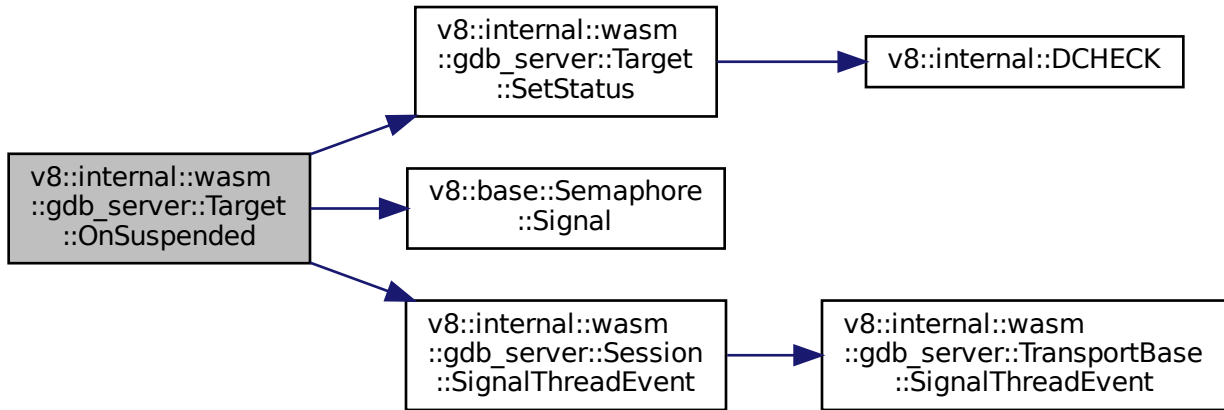 v8::internal::wasm
::gdb_server::Target
::OnSuspended
v8::internal::wasm
::gdb_server::Target
::SetStatus
v8::internal::DCHECK
v8::base::Semaphore
::Signal
v8::internal::wasm
::gdb_server::Session
::SignalThreadEvent
v8::internal::wasm
::gdb_server::TransportBase
::SignalThreadEvent